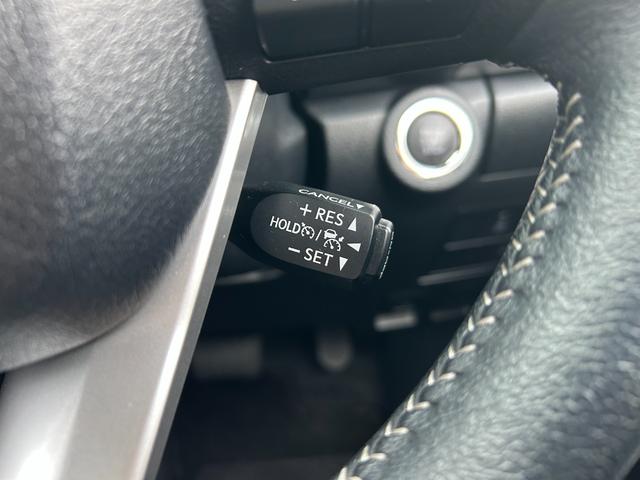 CANCEL▼
+ RES ▲
HOLD / ◄
− SET ▼